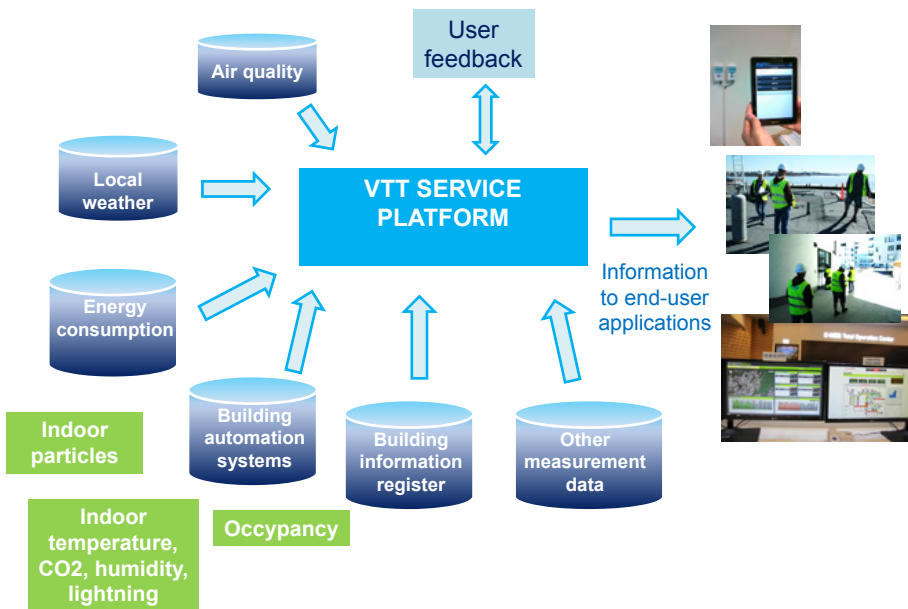 User
feedback
Air quality
Local
weather
VTT SERVICE
PLATFORM
Information
to end-user
applications
Energy
consumption
Building
automation
systems
Building
information
register
Other
measurement
data
Indoor
particles
Occypancy
Indoor
temperature,
CO2, humidity,
lightning